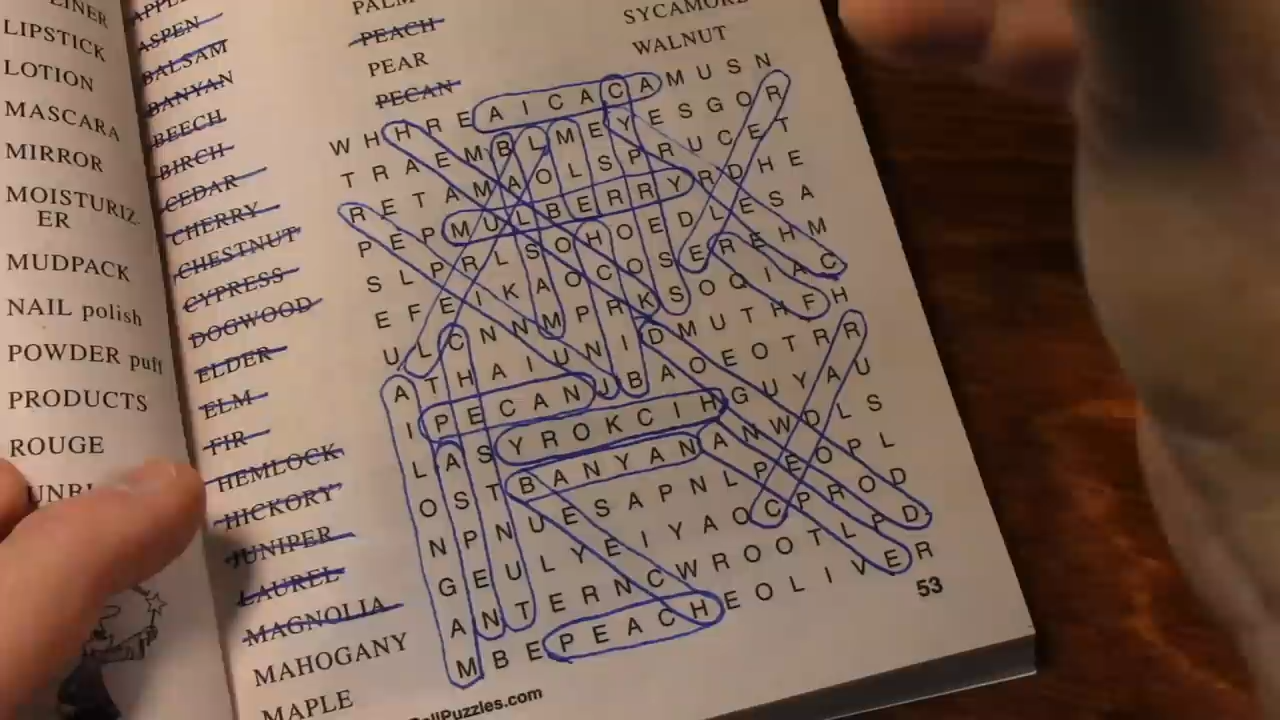 LIPSTICK
LOTION
MASCARA
MIRROR
MOISTURIZ-
ER
MUDPACK
NAIL polish
POWDER puff
PRODUCTS
ROUGE
ASPEN
BALSAM
BANYAN
BEECH
BIRCH
CEDAR
CHERRY
CHESTNUT
CYPRESS
DOGWOOD
ELDER
ELM
FIR
HEMLOCK
HICKORY
JUNIPER
LAUREL
MAGNOLIA
MAHOGANY
MAPLE
PALM
PEACH
PEAR
PECAN
SYCAMORE
WALNUT
W H H R E A I C A C A M U S N
T R A E M B L M E Y E S G O R
R E T A M A O L S P R U C E T
P E P M U L B E R R Y R D H E
S L P R L S O H O E D L E S A
E F E I K A O C O S E R E H M
U L C N N M P R K S O Q I A C
A T H A I U N I D M U T H F H
I P E C A N J B A O E O T R R
L A S Y R O K C I H G U Y A U
O S T B A N Y A N A N W D L S
N P N U E S A P N L P E O P L
G E U L Y E I Y A O C P R O D
A N T E R N C W R O O T L P D
M B E P E A C H E O L I V E R
53